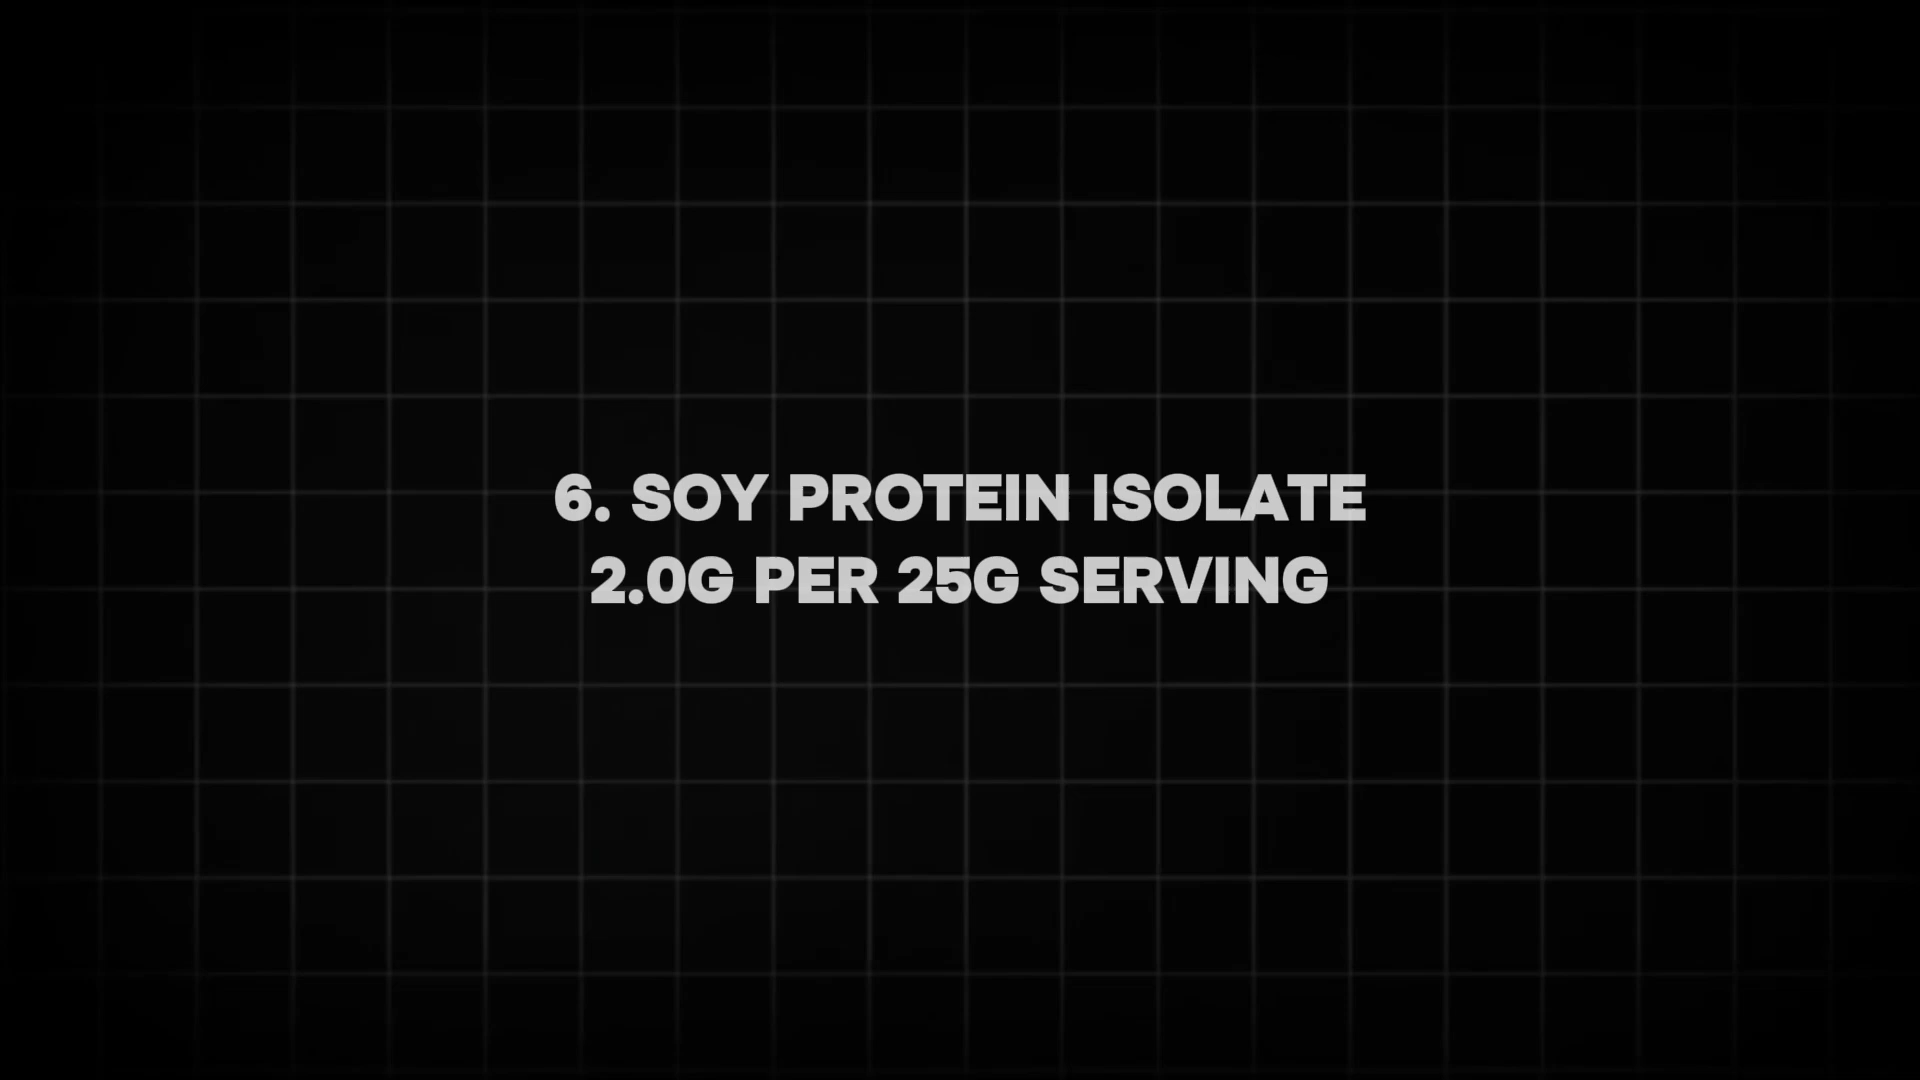 6. SOY PROTEIN ISOLATE
2.0G PER 25G SERVING